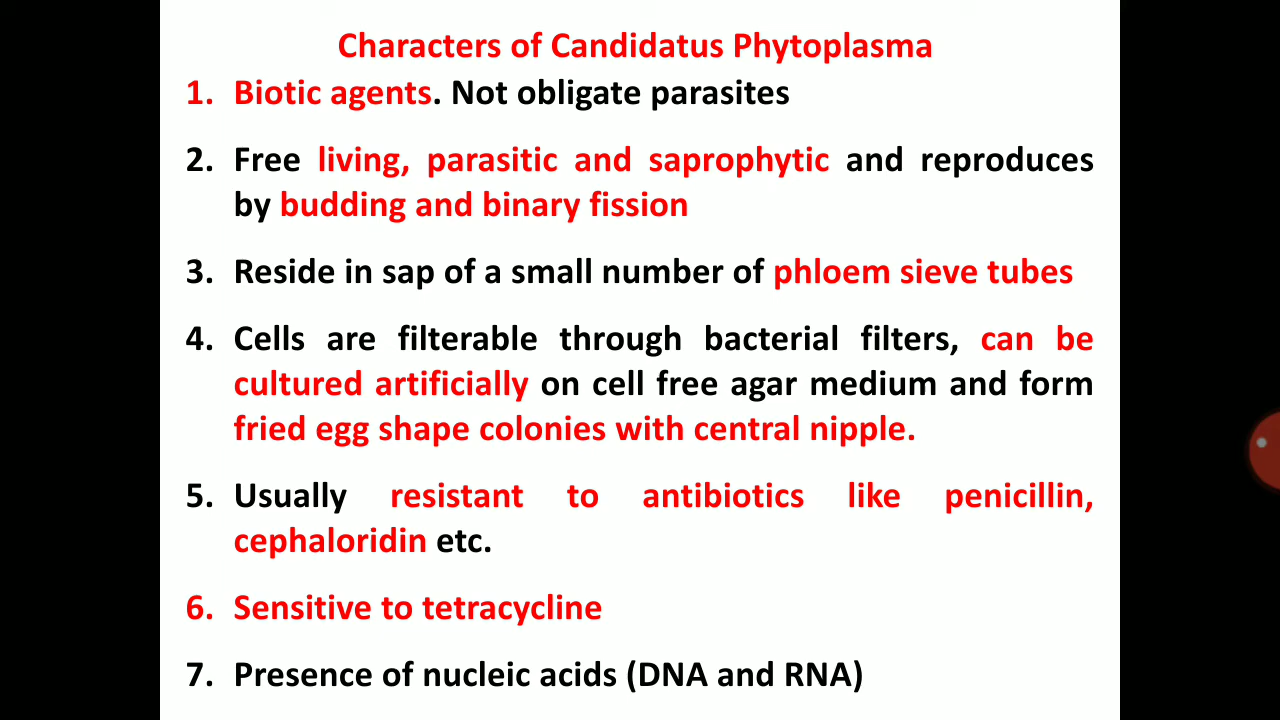 Characters of Candidatus Phytoplasma
1. Biotic agents. Not obligate parasites
2. Free living, parasitic and saprophytic and reproduces
by budding and binary fission
3. Reside in sap of a small number of phloem sieve tubes
4. Cells are filterable through bacterial filters, can be
cultured artificially on cell free agar medium and form
fried egg shape colonies with central nipple.
5. Usually resistant to antibiotics like penicillin,
cephaloridin etc.
6. Sensitive to tetracycline
7. Presence of nucleic acids (DNA and RNA)